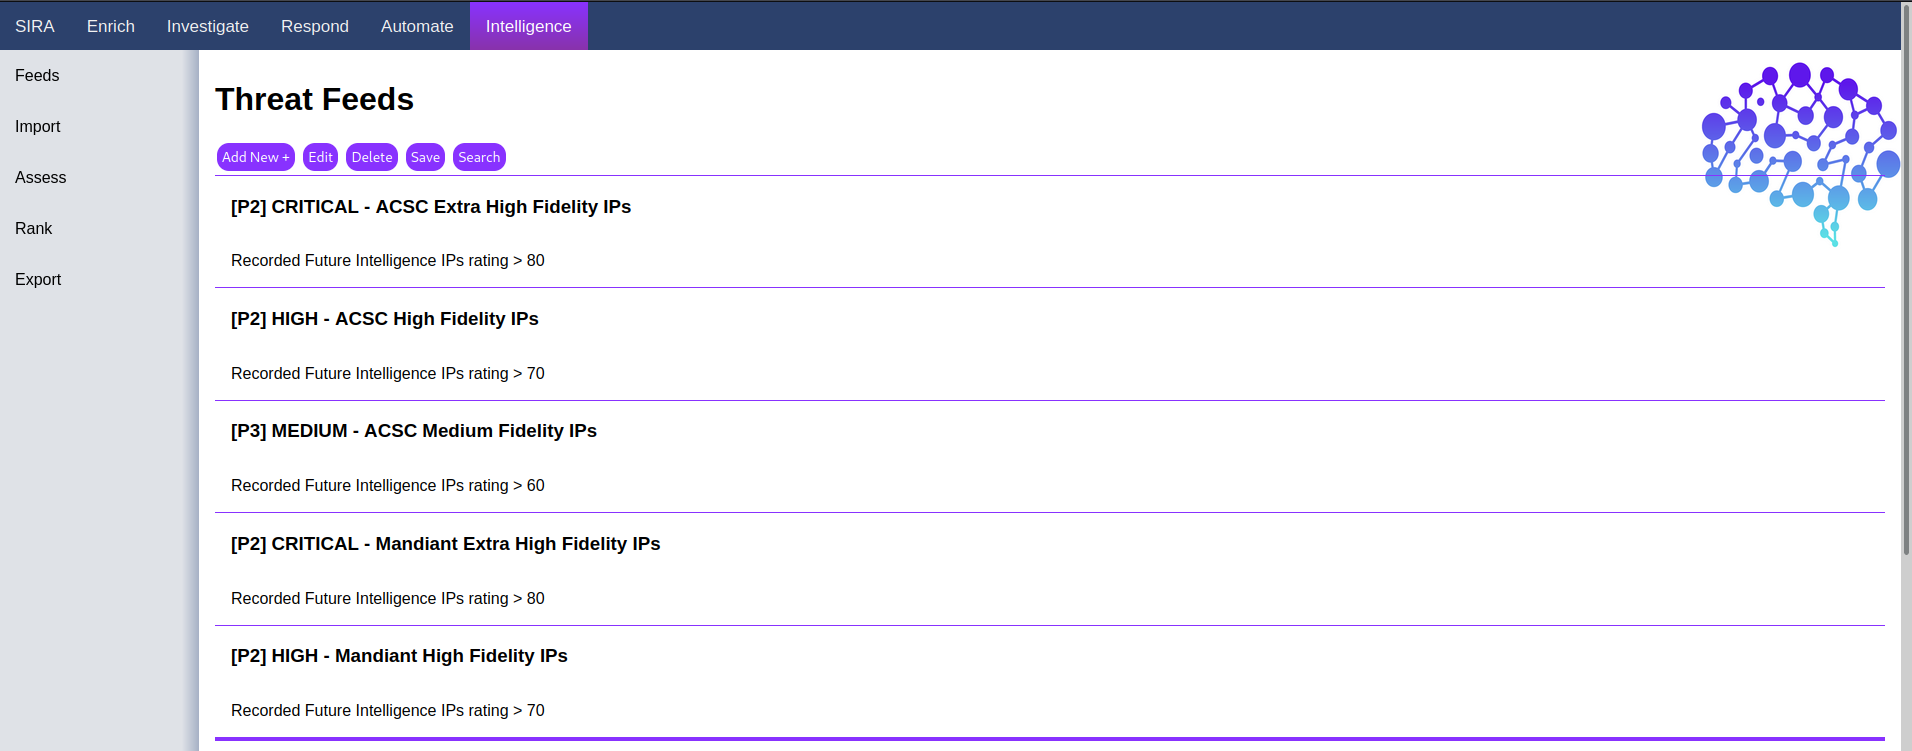 SIRA Enrich Investigate Respond Automate Intelligence
Feeds
Import
Assess
Rank
Export
Threat Feeds
Add New + Edit Delete Save Search
[P2] CRITICAL - ACSC Extra High Fidelity IPs
Recorded Future Intelligence IPs rating > 80
[P2] HIGH - ACSC High Fidelity IPs
Recorded Future Intelligence IPs rating > 70
[P3] MEDIUM - ACSC Medium Fidelity IPs
Recorded Future Intelligence IPs rating > 60
[P2] CRITICAL - Mandiant Extra High Fidelity IPs
Recorded Future Intelligence IPs rating > 80
[P2] HIGH - Mandiant High Fidelity IPs
Recorded Future Intelligence IPs rating > 70